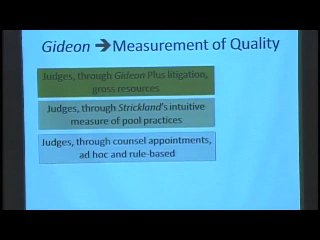 Gideon ➔Measurement of Quality
Judges, through Gideon Plus litigation,
gross resources
Judges, through Strickland's intuitive
measure of pool practices
Judges, through counsel appointments,
ad hoc and rule-based